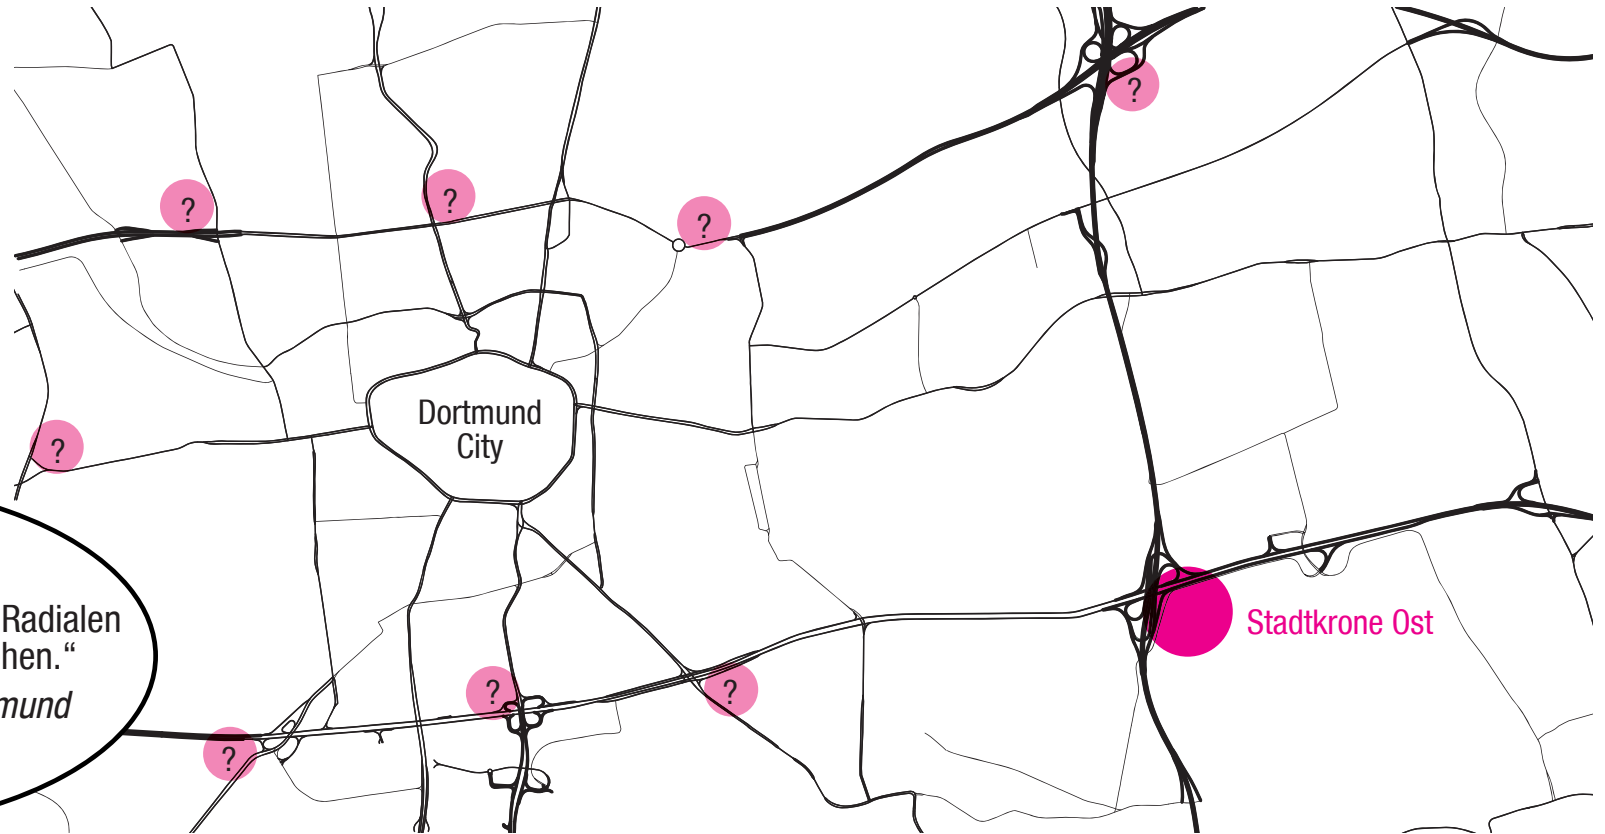 ?
?
?
?
Dortmund
City
?
Radialen
hen.“
mund
Stadtkrone Ost
?
?
?